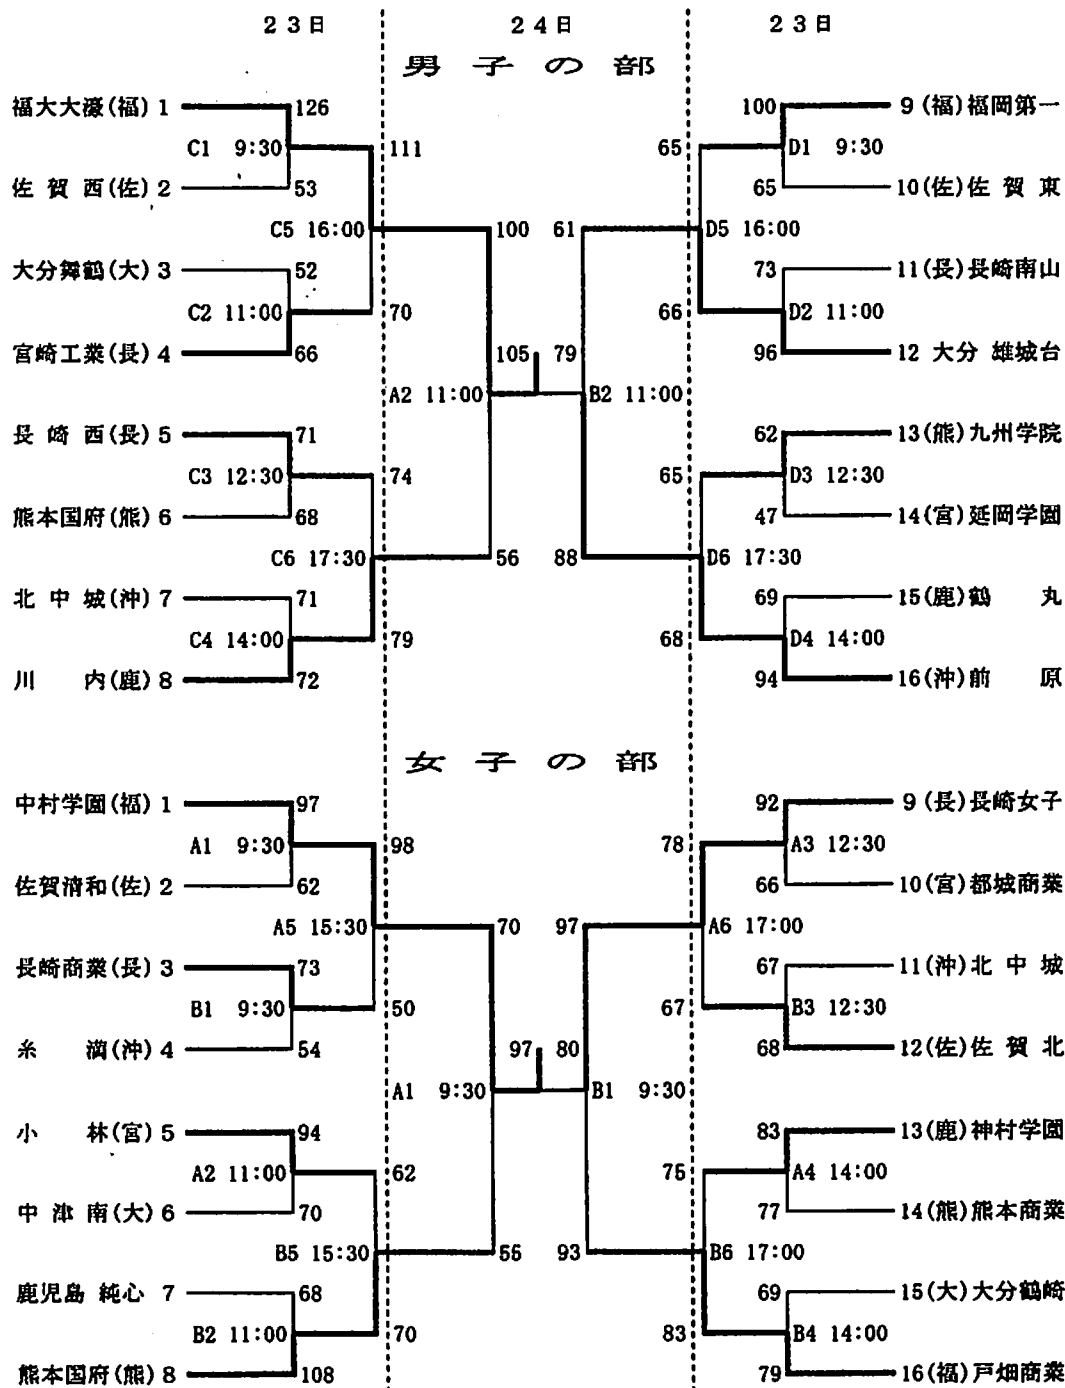 23日 24日 23日
男子の部
福大大濠(福) 1 126 100 9 (福)福岡第一
C1 9:30 111 65 D1 9:30
佐賀西(佐) 2 53 65 10(佐)佐賀東
C5 16:00 100 61 D5 16:00
大分舞鶴(大) 3 52 73 11(長)長崎南山
C2 11:00 70 66 D2 11:00
宮崎工業(長) 4 66 105 79 96 12 大分 雄城台
A2 11:00 B2 11:00
長崎西(長) 5 71 62 13(熊)九州学院
C3 12:30 74 65 D3 12:30
熊本国府(熊) 6 68 47 14(宮)延岡学園
C6 17:30 56 88 D6 17:30
北中城(沖) 7 71 69 15(鹿)鶴丸
C4 14:00 79 68 D4 14:00
川内(鹿) 8 72 94 16(沖)前原
女子の部
中村学園(福) 1 97 92 9 (長)長崎女子
A1 9:30 98 78 A3 12:30
佐賀清和(佐) 2 62 66 10(宮)都城商業
A5 15:30 70 97 A6 17:00
長崎商業(長) 3 73 67 11(沖)北中城
B1 9:30 50 67 B3 12:30
糸満(沖) 4 54 97 80 68 12(佐)佐賀北
A1 9:30 B1 9:30
小林(宮) 5 94 83 13(鹿)神村学園
A2 11:00 62 75 A4 14:00
中津南(大) 6 70 77 14(熊)熊本商業
B5 15:30 55 93 B6 17:00
鹿児島 純心 7 68 69 15(大)大分鶴崎
B2 11:00 70 83 B4 14:00
熊本国府(熊) 8 108 79 16(福)戸畑商業